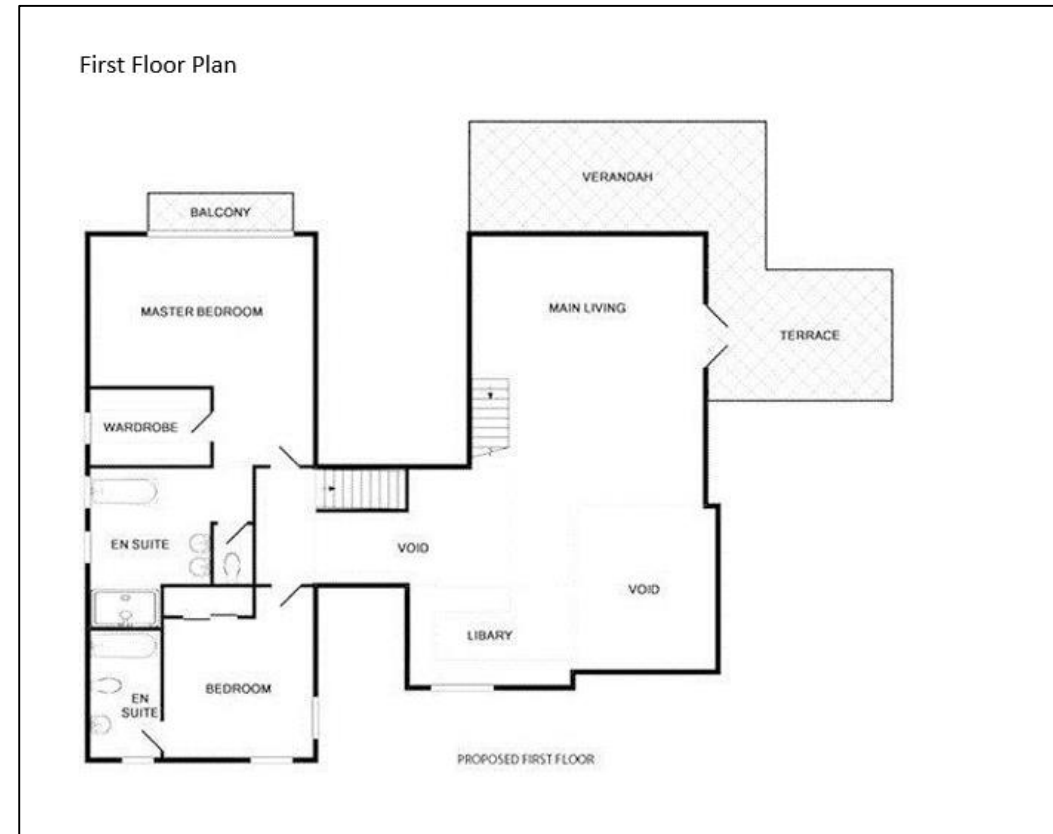 First Floor Plan
VERANDAH
BALCONY
MASTER BEDROOM
MAIN LIVING
TERRACE
WARDROBE
EN SUITE
VOID
VOID
LIBARY
BEDROOM
EN
SUITE
PROPOSED FIRST FLOOR